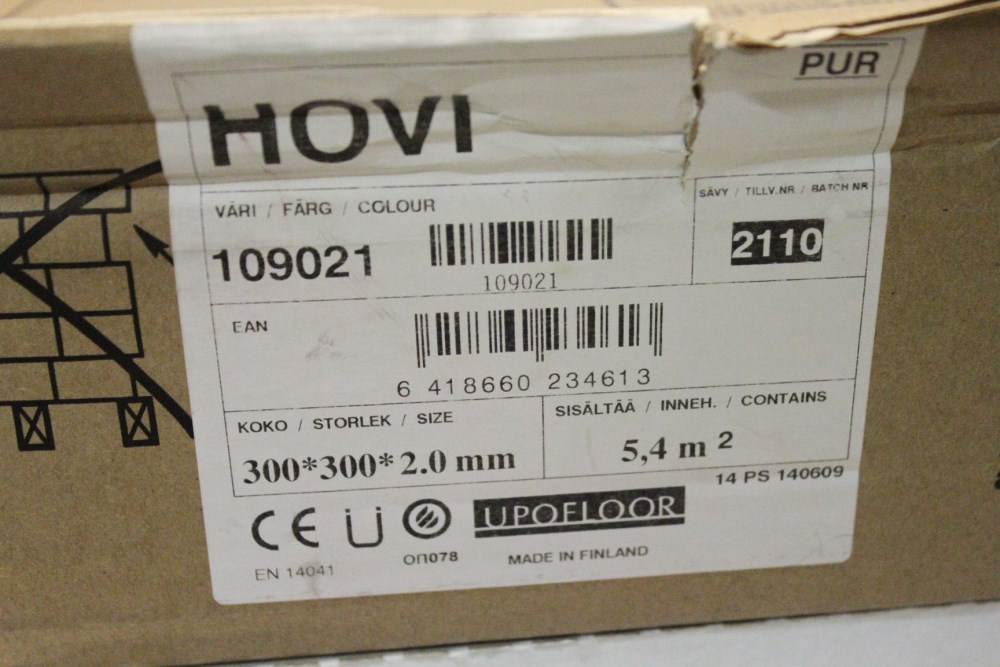 PUR
HOVI
VÄRI / FÄRG / COLOUR
SÄVY / TILLV.NR / BATCH NR
109021
2110
109021
EAN
6 418660 234613
KOKO / STORLEK / SIZE
SISÄLTÄÄ / INNEH. / CONTAINS
300*300*2.0 mm
5,4 m 2
14 PS 140609
CE
UPOFLOOR
ОП078
MADE IN FINLAND
EN 14041